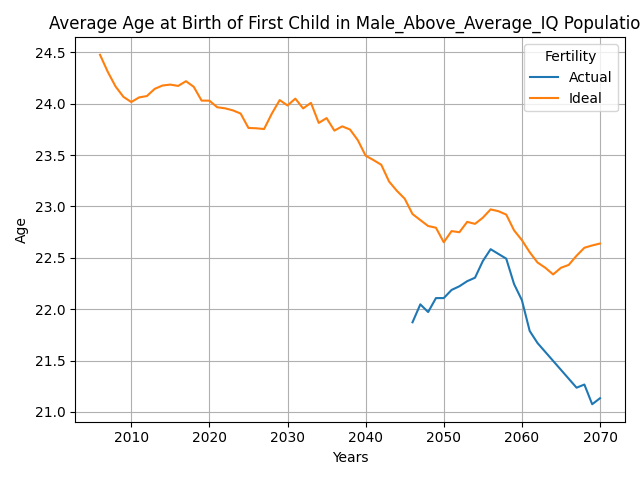 Average Age at Birth of First Child in Male_Above_Average_IQ Populatio
24.5
24.0
23.5
23.0
22.5
22.0
21.5
21.0
Age
Fertility
Actual
Ideal
2010 2020 2030 2040 2050 2060 2070
Years